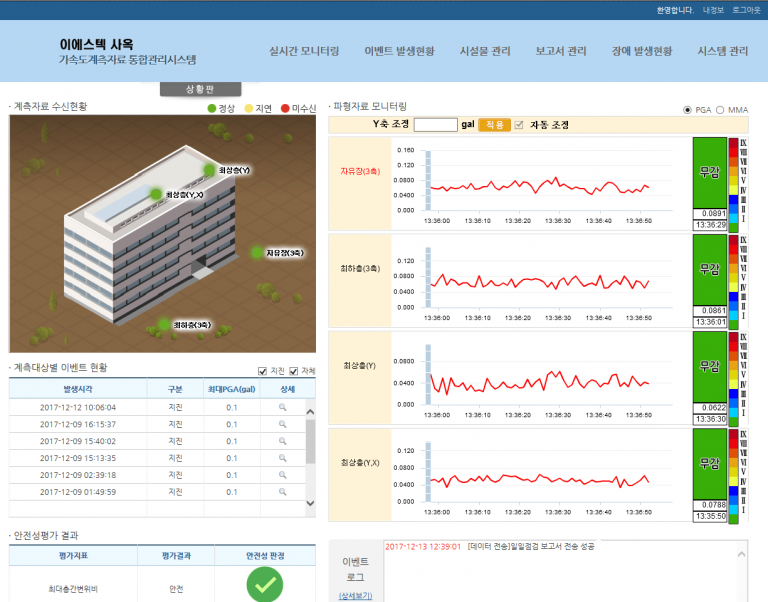 환영합니다. 내정보 로그아웃
이에스텍 사옥
가속도계측자료 통합관리시스템
실시간 모니터링 이벤트 발생현황 시설물 관리 보고서 관리 장애 발생현황 시스템 관리
상황판
· 계측자료 수신현황
정상 지연 미수신
최상층(Y)
최상층(Y,X)
자유장(3축)
최하층(3축)
· 계측대상별 이벤트 현황
지진 자체
발생시각 구분 최대PGA(gal) 상세
2017-12-12 10:06:04 지진 0.1
2017-12-09 16:15:37 지진 0.1
2017-12-09 15:40:02 지진 0.1
2017-12-09 15:13:35 지진 0.1
2017-12-09 02:39:18 지진 0.1
2017-12-09 01:49:59 지진 0.1
· 안전성평가 결과
평가지표 평가결과 안전성 판정
최대층간변위비 안전
· 파형자료 모니터링
PGA MMA
Y축 조정 gal 적용 자동 조정
자유장(3축)
0.160
0.120
0.0800
0.0400
0.000
13:36:00 13:36:10 13:36:20 13:36:30 13:36:40 13:36:50
무감
0.0891
13:36:29
IX
VIII
VII
VI
V
IV
III
II
I
최하층(3축)
0.120
0.0800
0.0400
0.000
13:36:00 13:36:10 13:36:20 13:36:30 13:36:40 13:36:50
무감
0.0861
13:36:01
IX
VIII
VII
VI
V
IV
III
II
I
최상층(Y)
0.0800
0.0400
0.000
13:36:00 13:36:10 13:36:20 13:36:30 13:36:40 13:36:50
무감
0.0622
13:36:30
IX
VIII
VII
VI
V
IV
III
II
I
최상층(Y,X)
0.120
0.0800
0.0400
0.000
13:36:00 13:36:10 13:36:20 13:36:30 13:36:40 13:36:50
무감
0.0788
13:35:50
IX
VIII
VII
VI
V
IV
III
II
I
이벤트
로그
(상세보기)
2017-12-13 12:39:01 [데이터 전송]일일점검 보고서 전송 성공